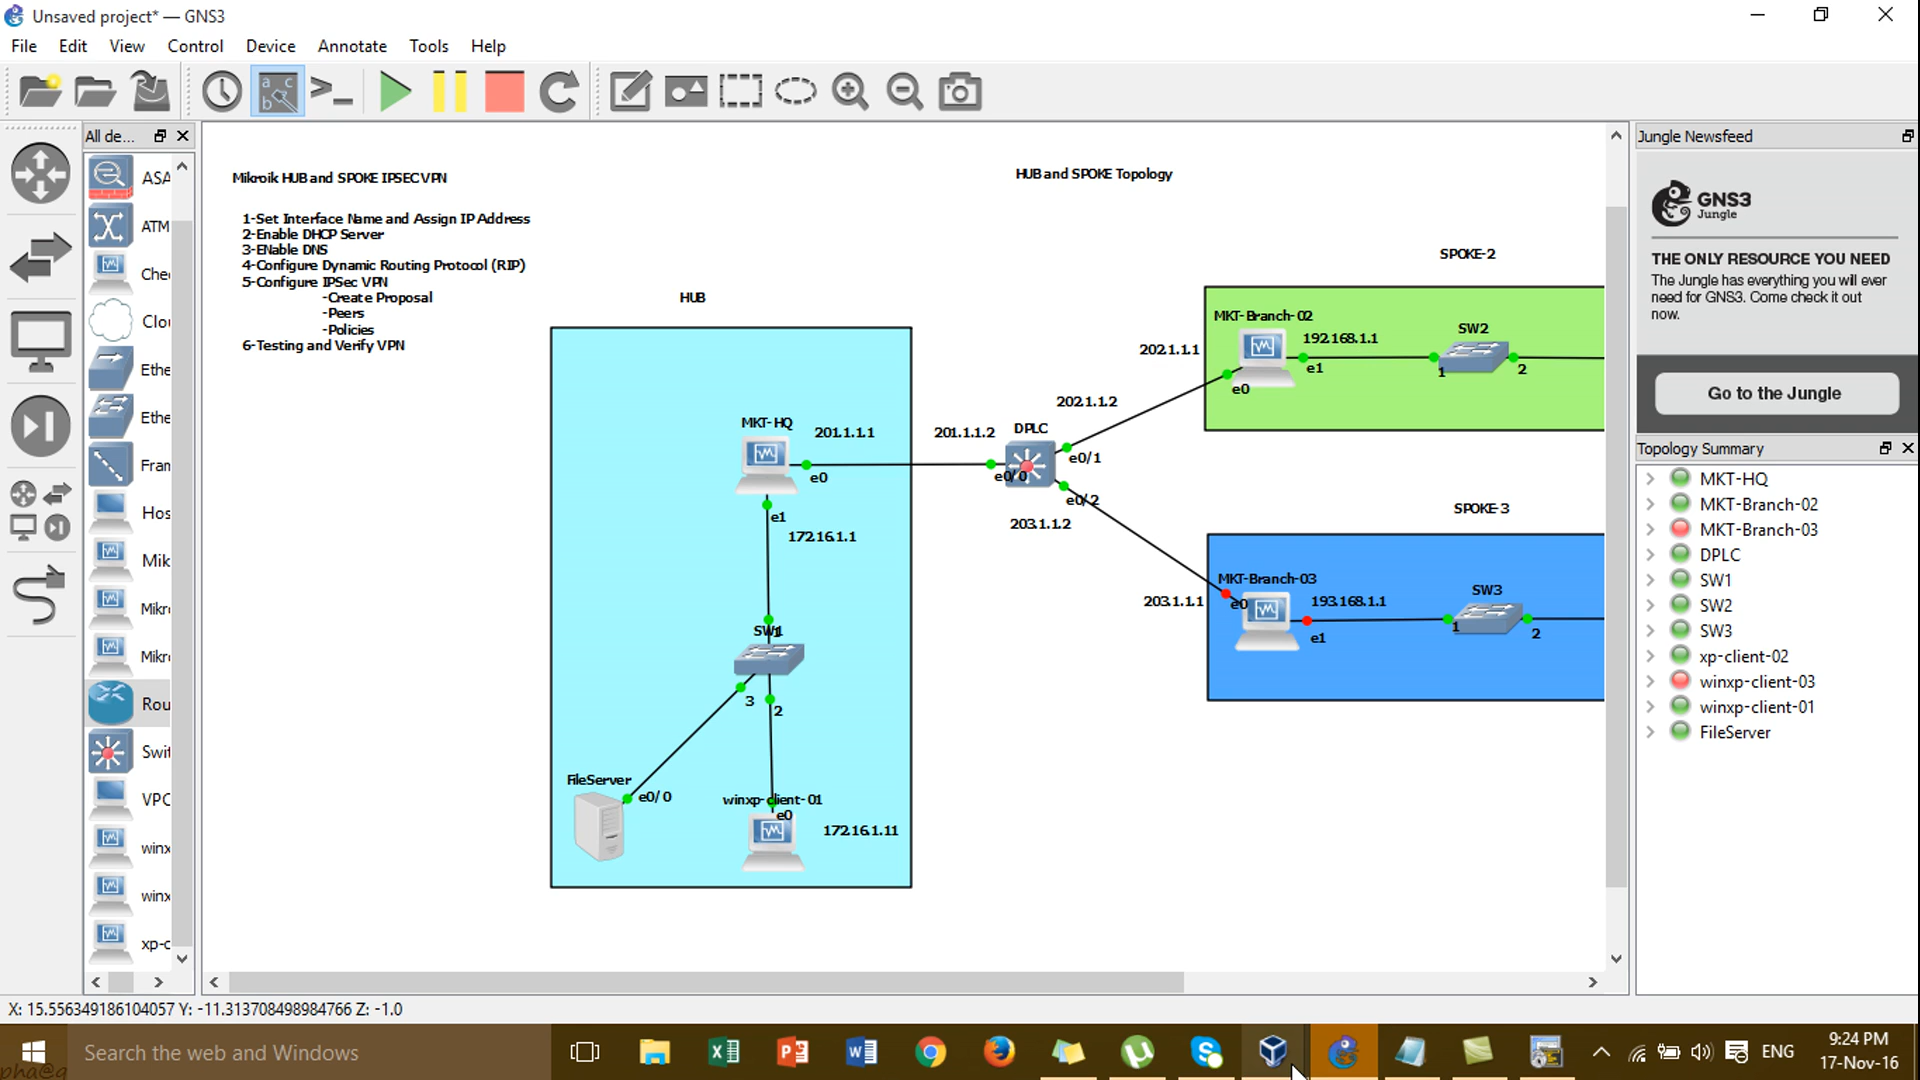 Unsaved project* — GNS3
File Edit View Control Device Annotate Tools Help
All de...
ASA
ATM
Che
Clou
Ethe
Ethe
Fran
Hos
Mik
Mikr
Mikr
Rou
Swit
VPC
winx
winx
xp-c
Mikroik HUB and SPOKE IPSECVPN
1-Set Interface Name and Assign IP Address
2-Enable DHCP Server
3-ENable DNS
4-Configure Dynamic Routing Protocol (RIP)
5-Configure IPSec VPN
-Create Proposal
-Peers
-Policies
6-Testing and Verify VPN
HUB and SPOKE Topology
HUB
MKT-HQ
201.1.1.1
e0
e1
172.16.1.1
SW1
1
3
2
FileServer
e0/0
winxp-client-01
e0
172.16.1.11
201.1.1.2
DPLC
e0/0
e0/1
e0/2
202.1.1.2
203.1.1.2
SPOKE-2
202.1.1.1
MKT-Branch-02
192.168.1.1
e0
e1
SW2
1
2
SPOKE-3
203.1.1.1
MKT-Branch-03
193.168.1.1
e0
e1
SW3
1
2
Jungle Newsfeed
GNS3
Jungle
THE ONLY RESOURCE YOU NEED
The Jungle has everything you will ever
need for GNS3. Come check it out
now.
Go to the Jungle
Topology Summary
MKT-HQ
MKT-Branch-02
MKT-Branch-03
DPLC
SW1
SW2
SW3
xp-client-02
winxp-client-03
winxp-client-01
FileServer
X: 15.556349186104057 Y: -11.313708498984766 Z: -1.0
Search the web and Windows
ENG
9:24 PM
17-Nov-16